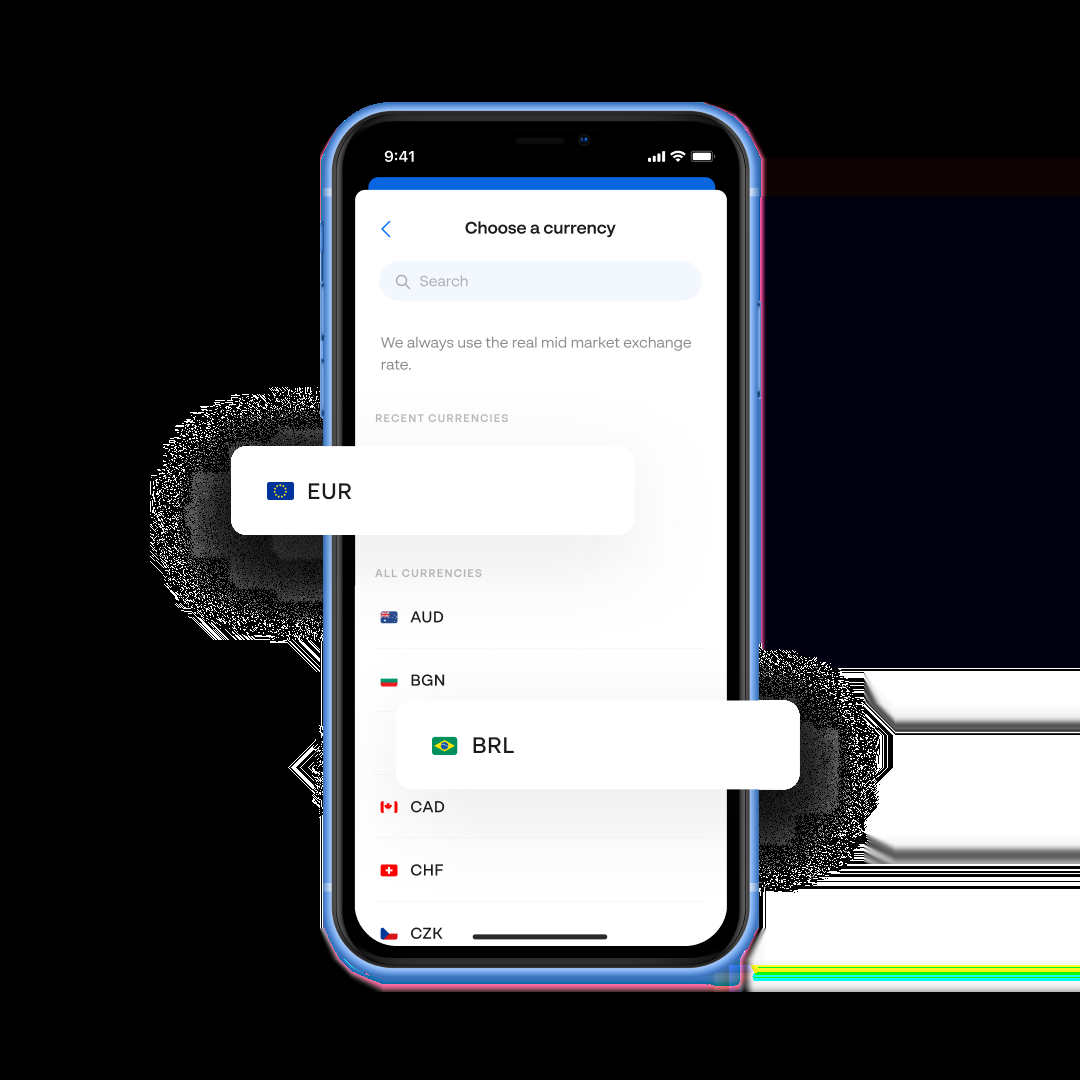 9:41
Choose a currency
Search
We always use the real mid market exchange
rate.
RECENT CURRENCIES
EUR
ALL CURRENCIES
AUD
BGN
BRL
CAD
CHF
CZK